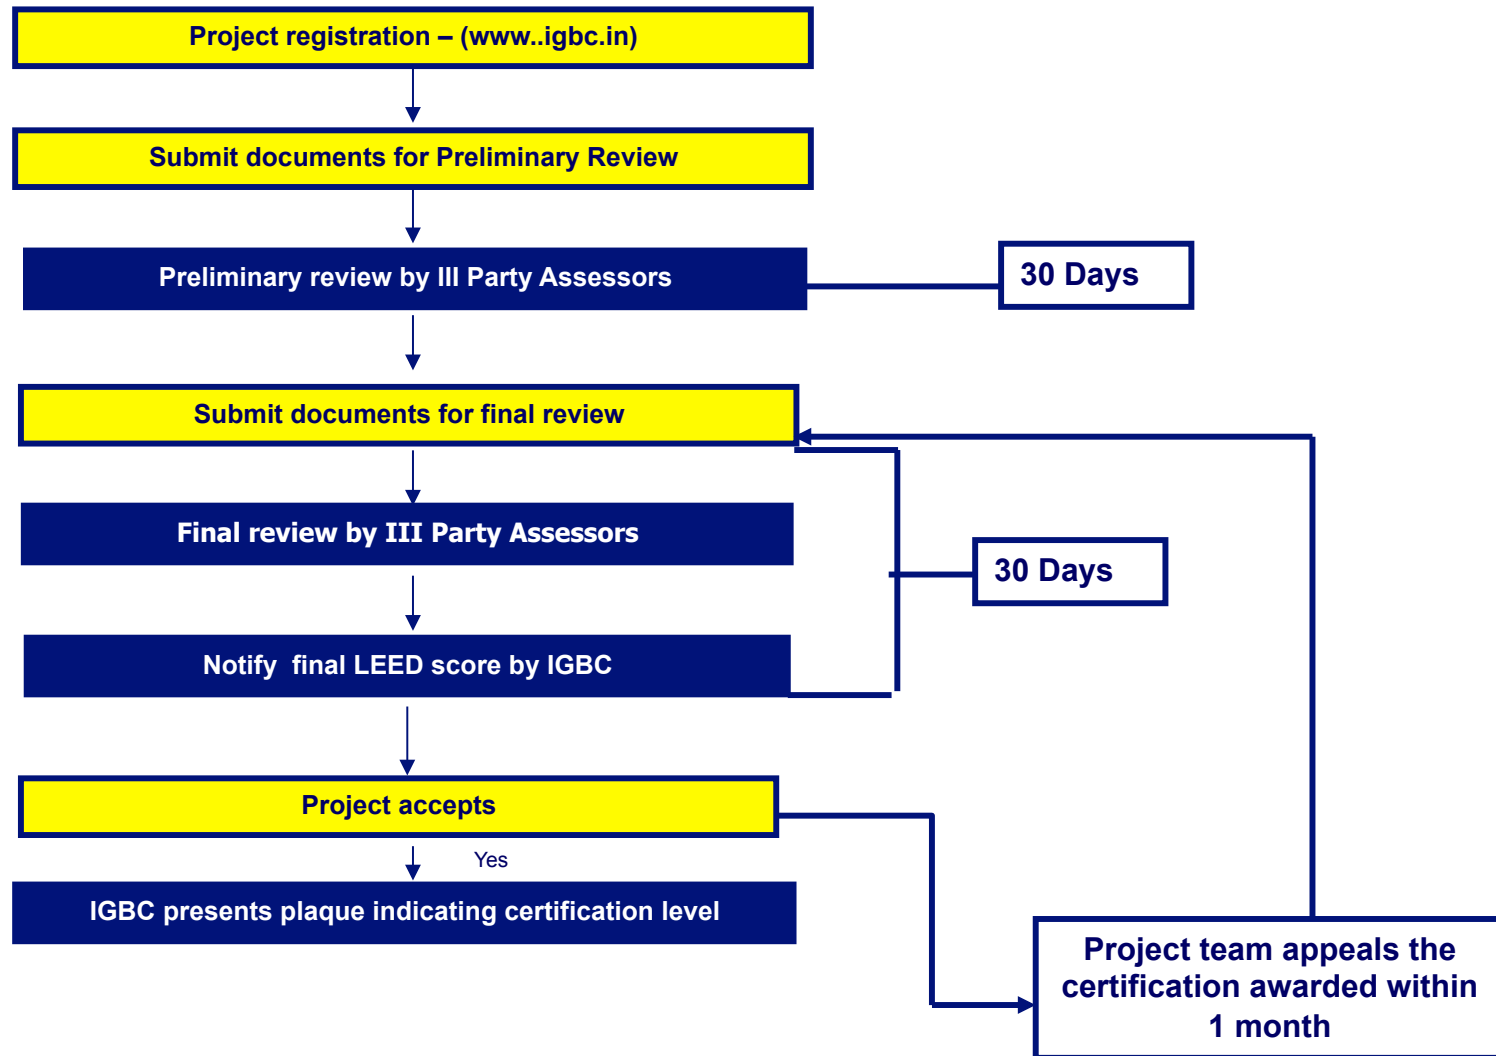 Project registration – (www..igbc.in)
Submit documents for Preliminary Review
Preliminary review by III Party Assessors
30 Days
Submit documents for final review
Final review by III Party Assessors
30 Days
Notify  final LEED score by IGBC
Project accepts
Yes
IGBC presents plaque indicating certification level
Project team appeals the
certification awarded within
1 month